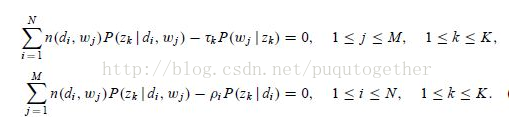 ∑_{i=1}^{N} n(d_i, w_j)P(z_k | d_i, w_j) − τ_k P(w_j | z_k) = 0, 1 ≤ j ≤ M, 1 ≤ k ≤ K,
http://blog.csdn.net/puqutogether
∑_{j=1}^{M} n(d_i, w_j)P(z_k | d_i, w_j) − ρ_i P(z_k | d_i) = 0, 1 ≤ i ≤ N, 1 ≤ k ≤ K. (